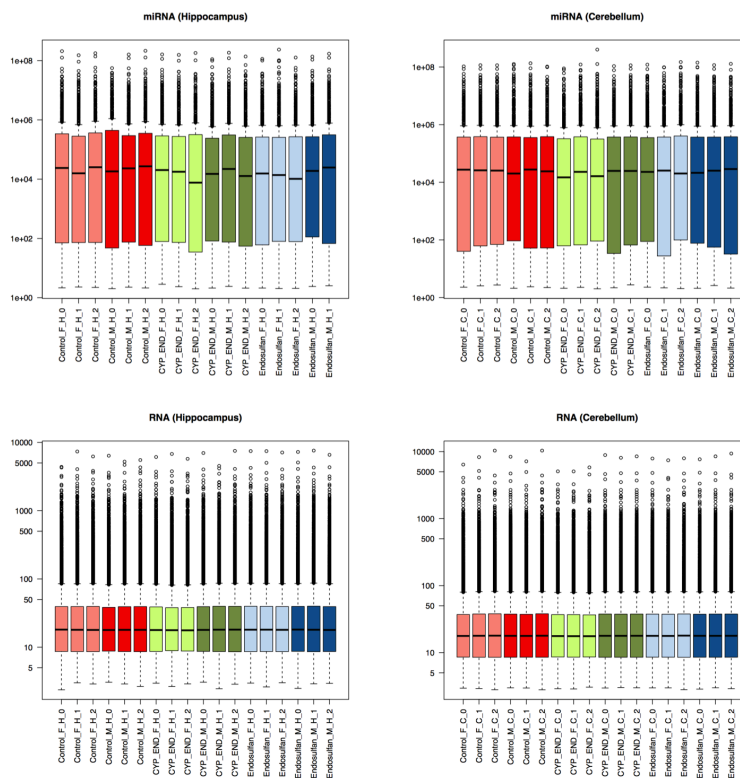 miRNA (Hippocampus)
1e+08
1e+06
1e+04
1e+02
1e+00
Control_F_H_0
Control_F_H_1
Control_F_H_2
Control_M_H_0
Control_M_H_1
Control_M_H_2
CYP_END_F_H_0
CYP_END_F_H_1
CYP_END_F_H_2
CYP_END_M_H_0
CYP_END_M_H_1
CYP_END_M_H_2
Endosulfan_F_H_0
Endosulfan_F_H_1
Endosulfan_F_H_2
Endosulfan_M_H_0
Endosulfan_M_H_1
miRNA (Cerebellum)
1e+08
1e+06
1e+04
1e+02
1e+00
Control_F_C_0
Control_F_C_1
Control_F_C_2
Control_M_C_0
Control_M_C_1
Control_M_C_2
CYP_END_F_C_0
CYP_END_F_C_1
CYP_END_F_C_2
CYP_END_M_C_1
CYP_END_M_C_2
Endosulfan_F_C_0
Endosulfan_F_C_1
Endosulfan_F_C_2
Endosulfan_M_C_0
Endosulfan_M_C_1
Endosulfan_M_C_2
RNA (Hippocampus)
10000
5000
1000
500
100
50
10
5
Control_F_H_0
Control_F_H_1
Control_F_H_2
Control_M_H_0
Control_M_H_1
Control_M_H_2
CYP_END_F_H_0
CYP_END_F_H_1
CYP_END_F_H_2
CYP_END_M_H_0
CYP_END_M_H_1
CYP_END_M_H_2
Endosulfan_F_H_0
Endosulfan_F_H_1
Endosulfan_F_H_2
Endosulfan_M_H_0
Endosulfan_M_H_1
Endosulfan_M_H_2
RNA (Cerebellum)
10000
5000
1000
500
100
50
10
5
Control_F_C_0
Control_F_C_1
Control_F_C_2
Control_M_C_0
Control_M_C_1
Control_M_C_2
CYP_END_F_C_0
CYP_END_F_C_1
CYP_END_F_C_2
CYP_END_M_C_0
CYP_END_M_C_1
CYP_END_M_C_2
Endosulfan_F_C_0
Endosulfan_F_C_1
Endosulfan_F_C_2
Endosulfan_M_C_0
Endosulfan_M_C_1
Endosulfan_M_C_2